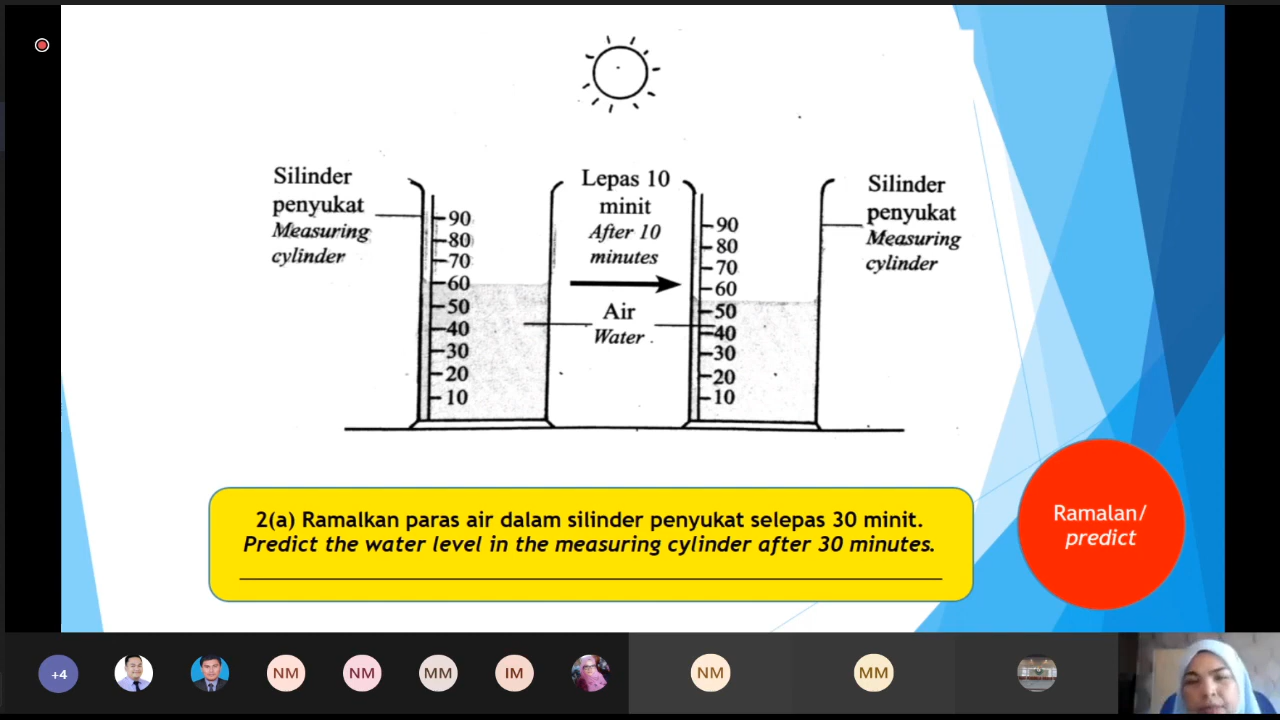 Silinder
penyukat
Measuring
cylinder
90
80
70
60
50
40
30
20
10
Lepas 10
minit
After 10
minutes
Air
Water
90
80
70
60
50
40
30
20
10
Silinder
penyukat
Measuring
cylinder
2(a) Ramalkan paras air dalam silinder penyukat selepas 30 minit.
Predict the water level in the measuring cylinder after 30 minutes.
Ramalan/
predict
+4
NM
NM
MM
IM
NM
MM